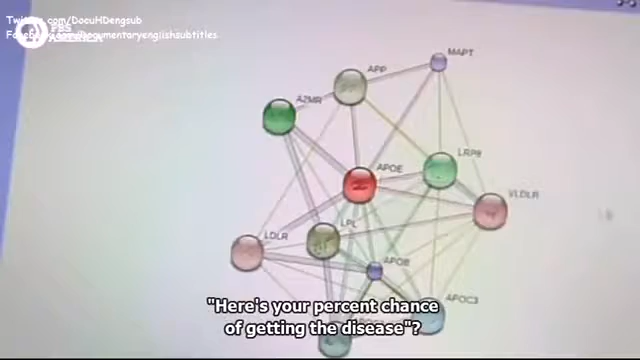 Twitter.com/DocuHDengsub
PBS
AMERICA
Facebook.com/documentaryenglishsubtitles
MAPT
APP
A2MR
APOE
LRP8
VLDLR
LPL
LDLR
APOB
APOC3
"Here's your percent chance
of getting the disease"?